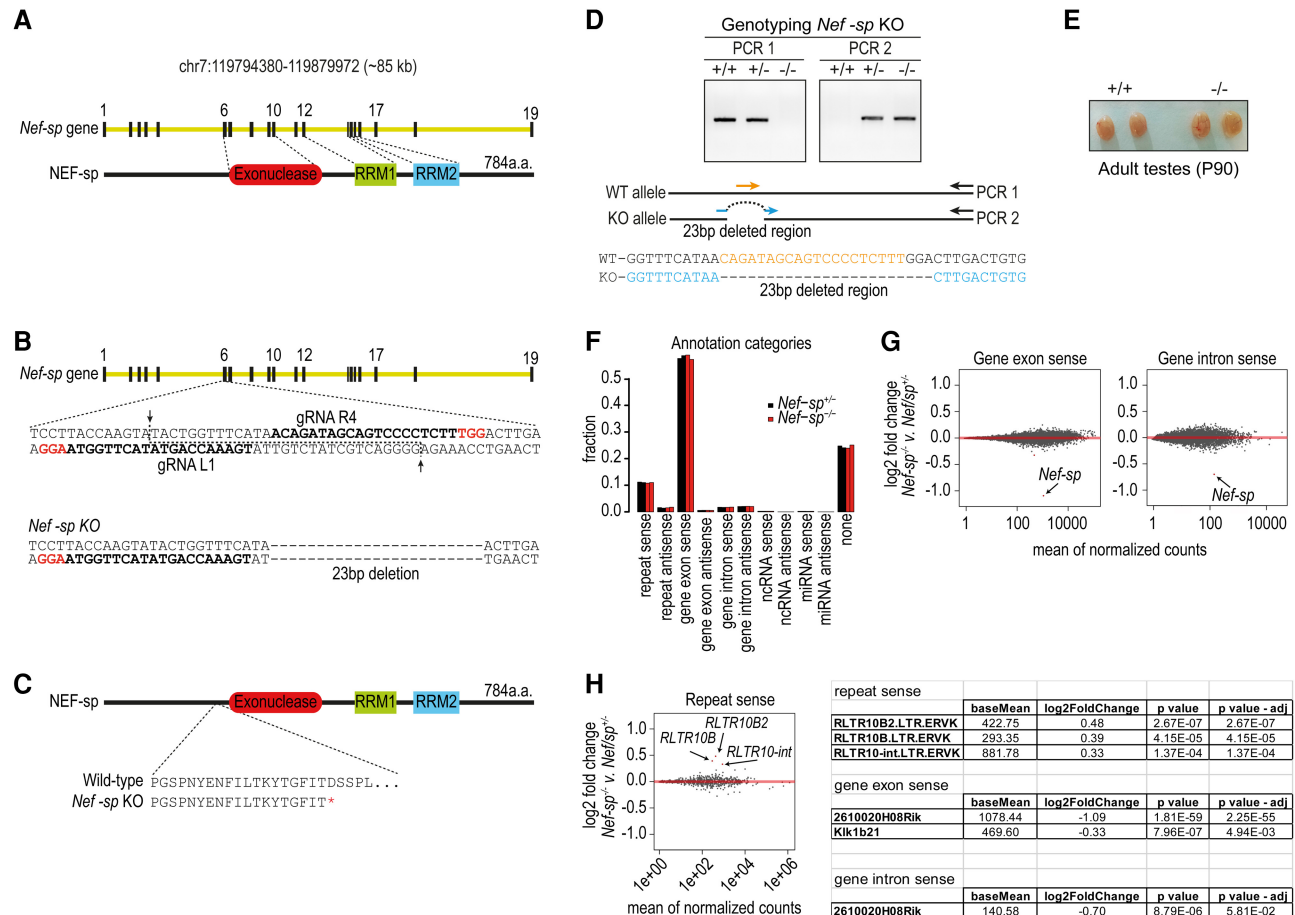 A
chr7:119794380-119879972 (~85 kb)
1 6 10 12 17 19
Nef-sp gene
NEF-sp Exonuclease RRM1 RRM2 784a.a.
B
1 6 10 12 17 19
Nef-sp gene
gRNA R4
TCCTTACCAAGTATACTGGTTTCATAACAGATAGCAGTCCCCTCTTTGGACTTGA
AGGAATGGTTCATATGACCAAAGTATTGTCTATCGTCAGGGGAGAAACCTGAACT
gRNA L1
Nef -sp KO
TCCTTACCAAGTATACTGGTTTCATA------------------------ACTTGA
AGGAATGGTTCATATGACCAAAGTAT------------------------TGAACT
23bp deletion
C
NEF-sp Exonuclease RRM1 RRM2 784a.a.
Wild-type PGSPNYENFILTKYTGFITDSSPL...
Nef -sp KO PGSPNYENFILTKYTGFIT*
D
Genotyping Nef -sp KO
PCR 1 PCR 2
+/+ +/- -/- +/+ +/- -/-
WT allele PCR 1
KO allele PCR 2
23bp deleted region
WT-GGTTTCATAACAGATAGCAGTCCCCTCTTTGGACTTGACTGTG
KO-GGTTTCATAA-----------------------CTTGACTGTG
23bp deleted region
E
+/+ -/-
Adult testes (P90)
F
Annotation categories
Nef-sp+/-
Nef-sp-/-
fraction
0.5
0.4
0.3
0.2
0.1
0.0
repeat sense
repeat antisense
gene exon sense
gene exon antisense
gene intron sense
gene intron antisense
ncRNA sense
ncRNA antisense
miRNA sense
miRNA antisense
none
G
Gene exon sense Gene intron sense
log2 fold change
Nef-sp-/- v. Nef/sp+/-
1.0 1.0
0.5 0.5
0.0 0.0
-0.5 -0.5
-1.0 -1.0
Nef-sp Nef-sp
1 100 10000 1 100 10000
mean of normalized counts
H
Repeat sense
log2 fold change
Nef-sp-/- v. Nef/sp+/-
1.0
0.5
0.0
-0.5
-1.0
RLTR10B2
RLTR10B
RLTR10-int
1e+00 1e+02 1e+04 1e+06
mean of normalized counts
repeat sense
baseMean log2FoldChange p value p value - adj
RLTR10B2.LTR.ERVK 422.75 0.48 2.67E-07 2.67E-07
RLTR10B.LTR.ERVK 293.35 0.39 4.15E-05 4.15E-05
RLTR10-int.LTR.ERVK 881.78 0.33 1.37E-04 1.37E-04
gene exon sense
baseMean log2FoldChange p value p value - adj
2610020H08Rik 1078.44 -1.09 1.81E-59 2.25E-55
Klk1b21 469.60 -0.33 7.96E-07 4.94E-03
gene intron sense
baseMean log2FoldChange p value p value - adj
2610020H08Rik 140.58 -0.70 8.79E-06 5.81E-02